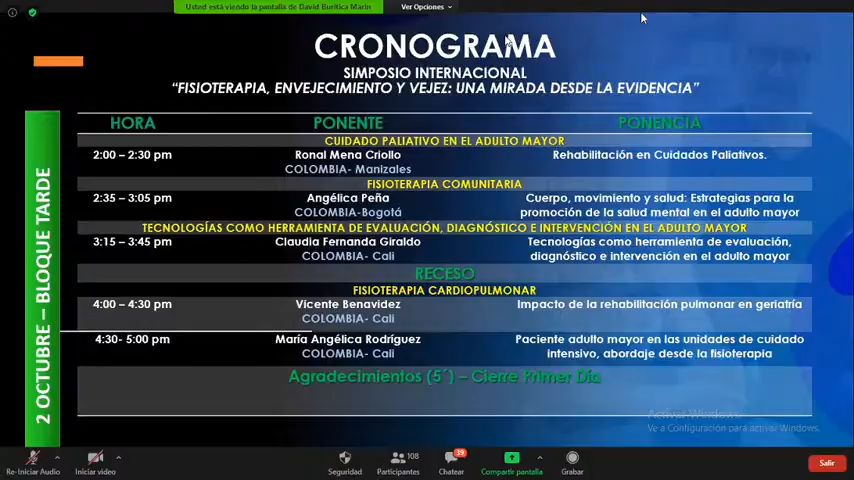 Usted está viendo la pantalla de David Buritica Marin
Ver Opciones
CRONOGRAMA
SIMPOSIO INTERNACIONAL
“FISIOTERAPIA, ENVEJECIMIENTO Y VEJEZ: UNA MIRADA DESDE LA EVIDENCIA”
HORA PONENTE PONENCIA
CUIDADO PALIATIVO EN EL ADULTO MAYOR
2:00 – 2:30 pm Ronal Mena Criollo Rehabilitación en Cuidados Paliativos.
COLOMBIA- Manizales
FISIOTERAPIA COMUNITARIA
2:35 – 3:05 pm Angélica Peña Cuerpo, movimiento y salud: Estrategias para la
COLOMBIA-Bogotá promoción de la salud mental en el adulto mayor
TECNOLOGÍAS COMO HERRAMIENTA DE EVALUACIÓN, DIAGNÓSTICO E INTERVENCIÓN EN EL ADULTO MAYOR
3:15 – 3:45 pm Claudia Fernanda Giraldo Tecnologías como herramienta de evaluación,
COLOMBIA- Cali diagnóstico e intervención en el adulto mayor
RECESO
FISIOTERAPIA CARDIOPULMONAR
4:00 – 4:30 pm Vicente Benavidez Impacto de la rehabilitación pulmonar en geriatría
COLOMBIA- Cali
4:30- 5:00 pm María Angélica Rodríguez Paciente adulto mayor en las unidades de cuidado
COLOMBIA- Cali intensivo, abordaje desde la fisioterapia
Agradecimientos (5´) – Cierre Primer Día
2 OCTUBRE – BLOQUE TARDE
Activar Windows
Ve a Configuración para activar Windows.
Re-Iniciar Audio Iniciar video Seguridad Participantes 108 Chatear 39 Compartir pantalla Grabar Salir